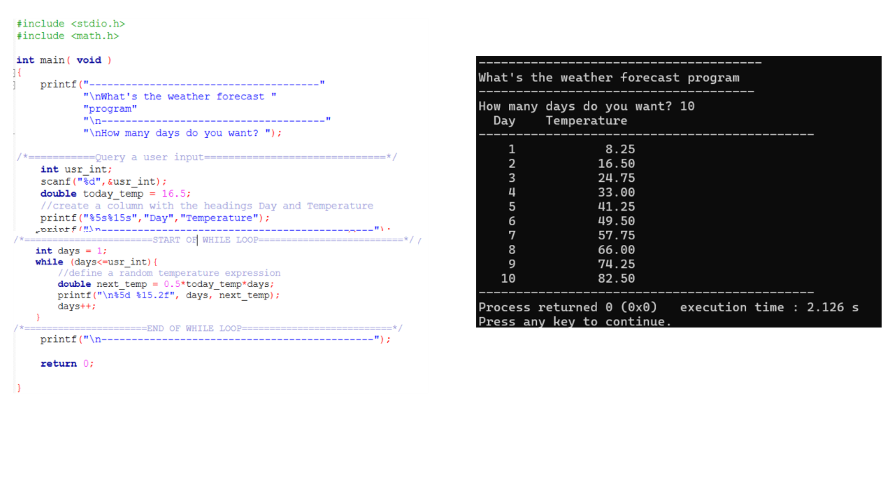 #include <stdio.h>
#include <math.h>
int main( void )
{
printf("--------------------------------------"
"\nWhat's the weather forecast "
"program"
"\n-------------------------------------"
"\nHow many days do you want? ");
/*===========Query a user input==============================*/
int usr_int;
scanf("%d",&usr_int);
double today_temp = 16.5;
//create a column with the headings Day and Temperature
printf("%5s%15s","Day","Temperature");
printf("\n---------------------------------------------");
/*=======================START OF WHILE LOOP==========================*/
int days = 1;
while (days<=usr_int){
//define a random temperature expression
double next_temp = 0.5*today_temp*days;
printf("\n%5d %15.2f", days, next_temp);
days++;
}
/*======================END OF WHILE LOOP===========================*/
printf("\n---------------------------------------------");
return 0;
}
--------------------------------------
What's the weather forecast program
-------------------------------------
How many days do you want? 10
Day Temperature
---------------------------------------------
1 8.25
2 16.50
3 24.75
4 33.00
5 41.25
6 49.50
7 57.75
8 66.00
9 74.25
10 82.50
---------------------------------------------
Process returned 0 (0x0) execution time : 2.126 s
Press any key to continue.